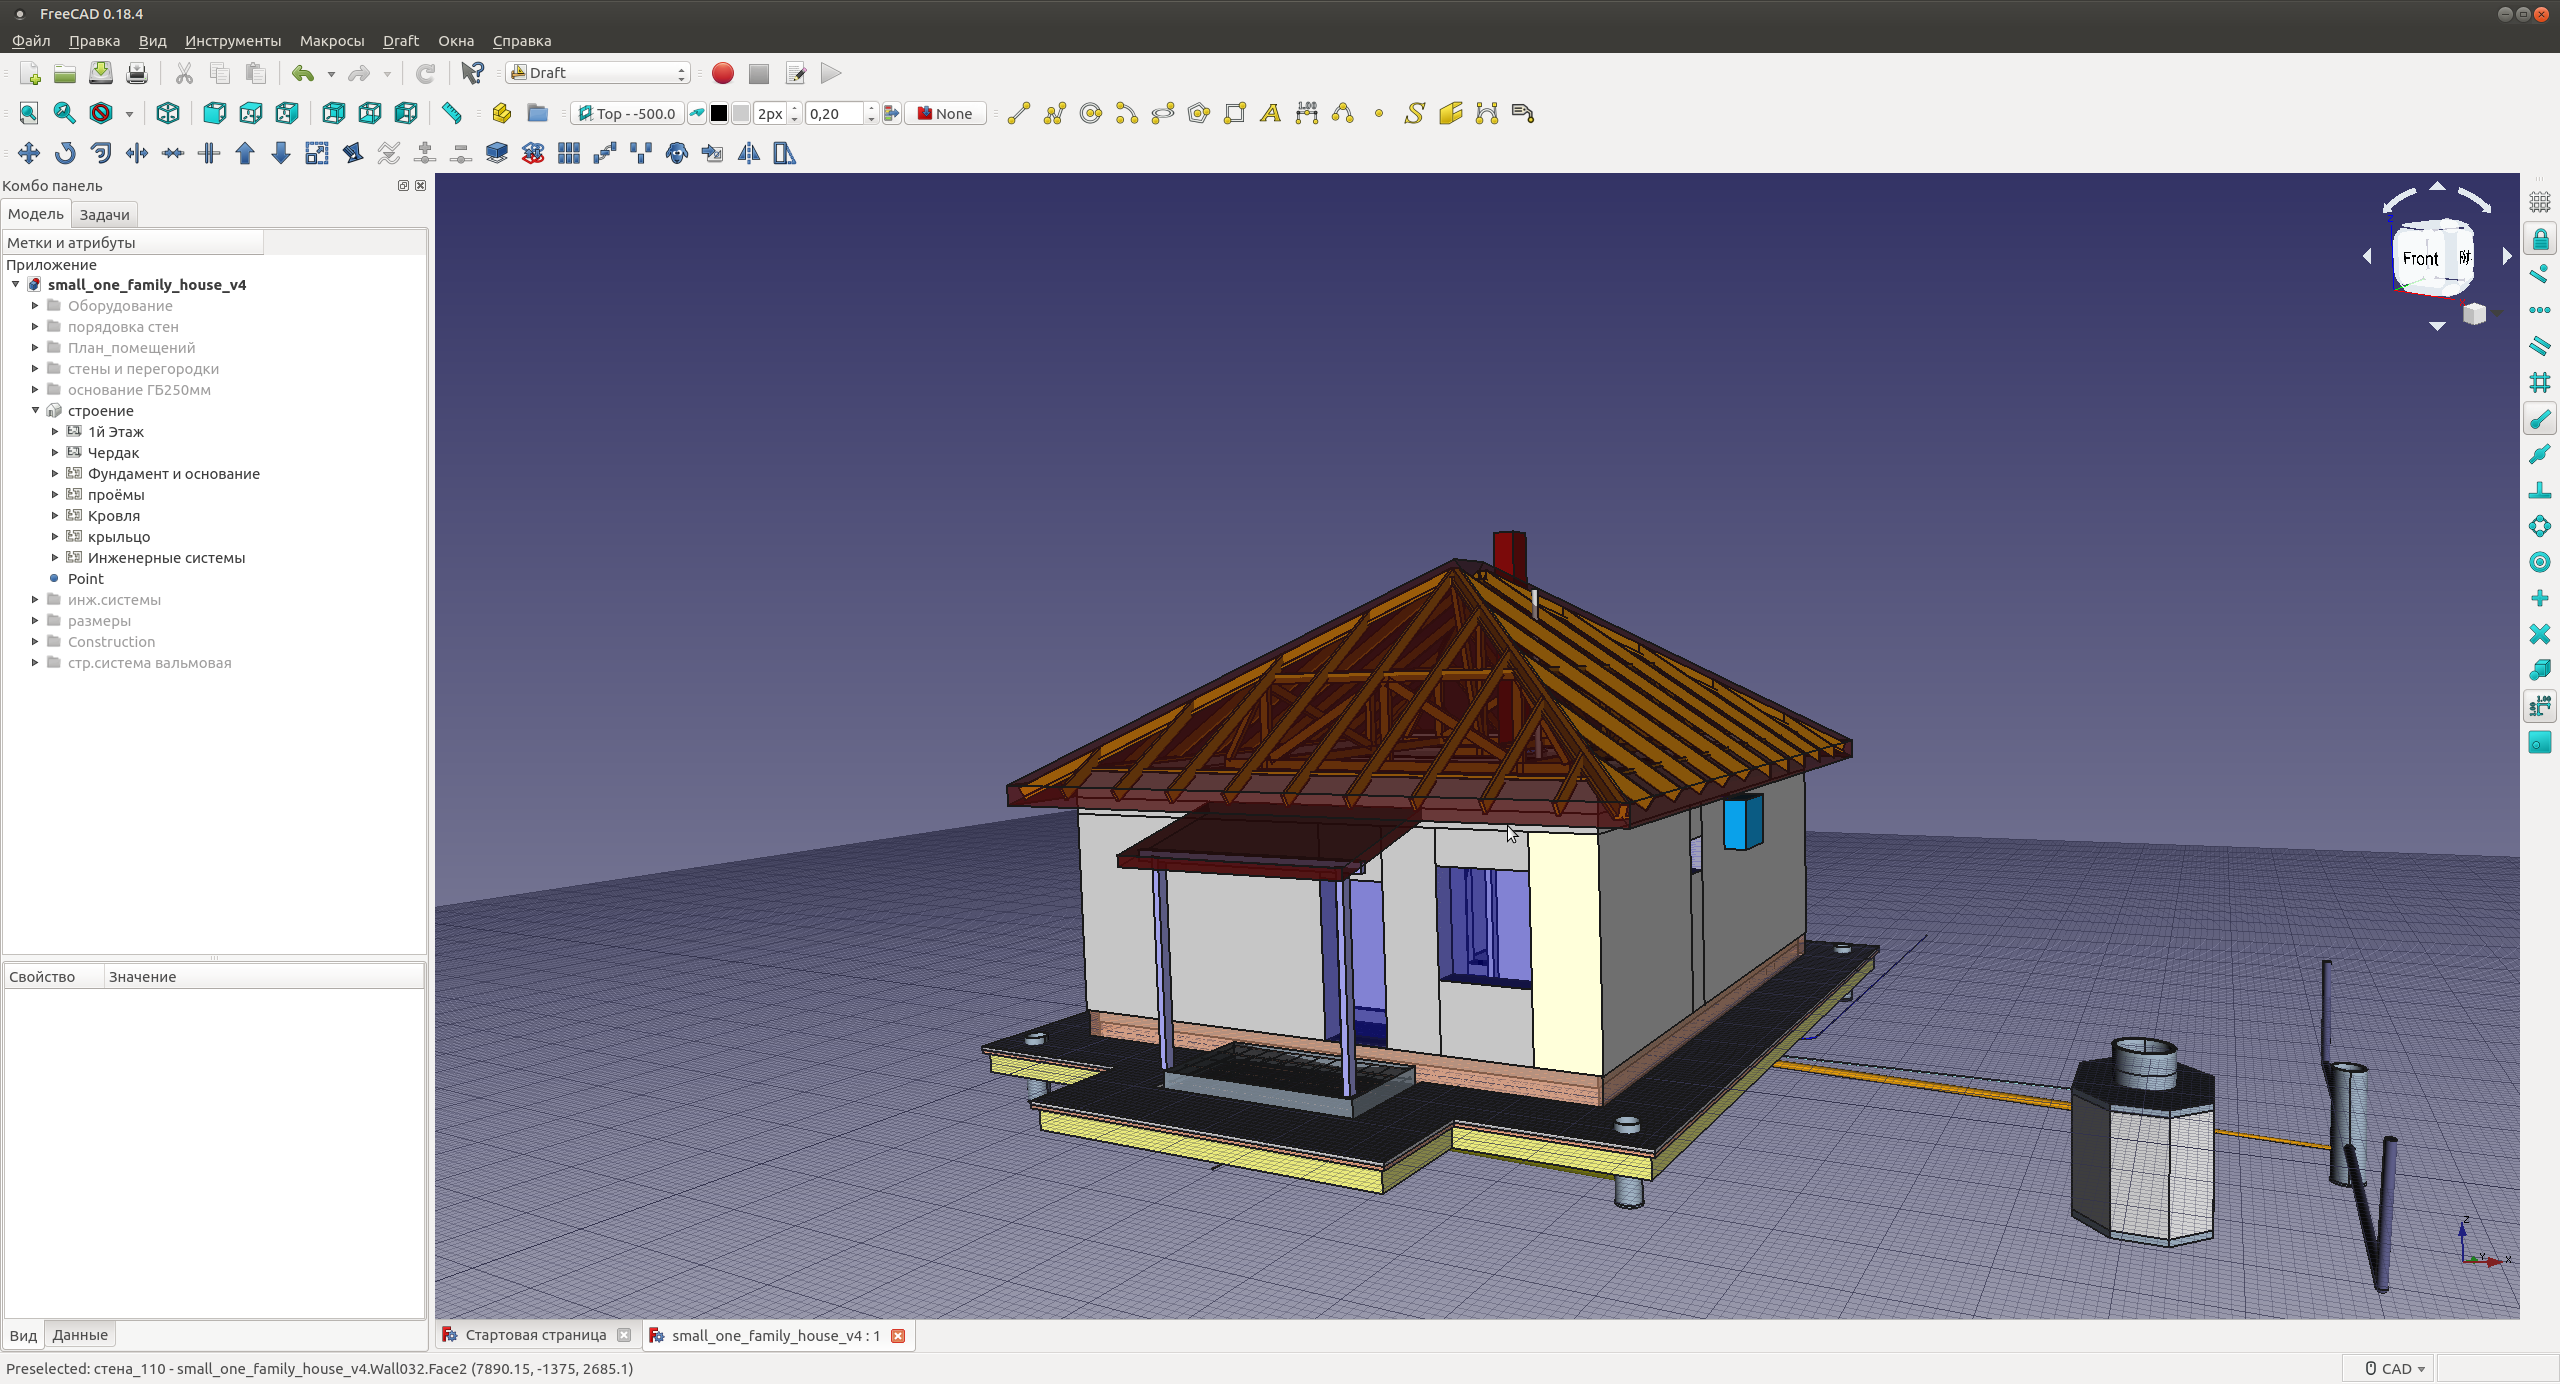 FreeCAD 0.18.4
Файл Правка Вид Инструменты Макросы Draft Окна Справка
Draft
Top - -500.0 2px 0,20 None
Комбо панель
Модель Задачи
Метки и атрибуты
Приложение
small_one_family_house_v4
Оборудование
порядовка стен
План_помещений
стены и перегородки
основание ГБ250мм
строение
1й Этаж
Чердак
Фундамент и основание
проёмы
Кровля
крыльцо
Инженерные системы
Point
инж.системы
размеры
Construction
стр.система вальмовая
Свойство Значение
Вид Данные
Front
Z
Y X
Стартовая страница small_one_family_house_v4 : 1
Preselected: стена_110 - small_one_family_house_v4.Wall032.Face2 (7890.15, -1375, 2685.1)
CAD